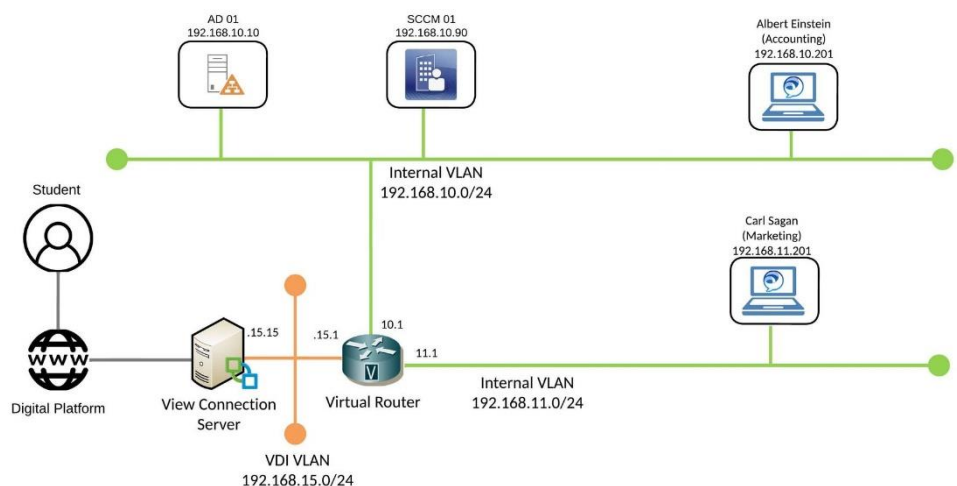 AD 01
192.168.10.10
SCCM 01
192.168.10.90
Albert Einstein
(Accounting)
192.168.10.201
Internal VLAN
192.168.10.0/24
Student
Carl Sagan
(Marketing)
192.168.11.201
.15.15
.15.1
10.1
11.1
WWW
V
Digital Platform
View Connection
Server
Virtual Router
Internal VLAN
192.168.11.0/24
VDI VLAN
192.168.15.0/24